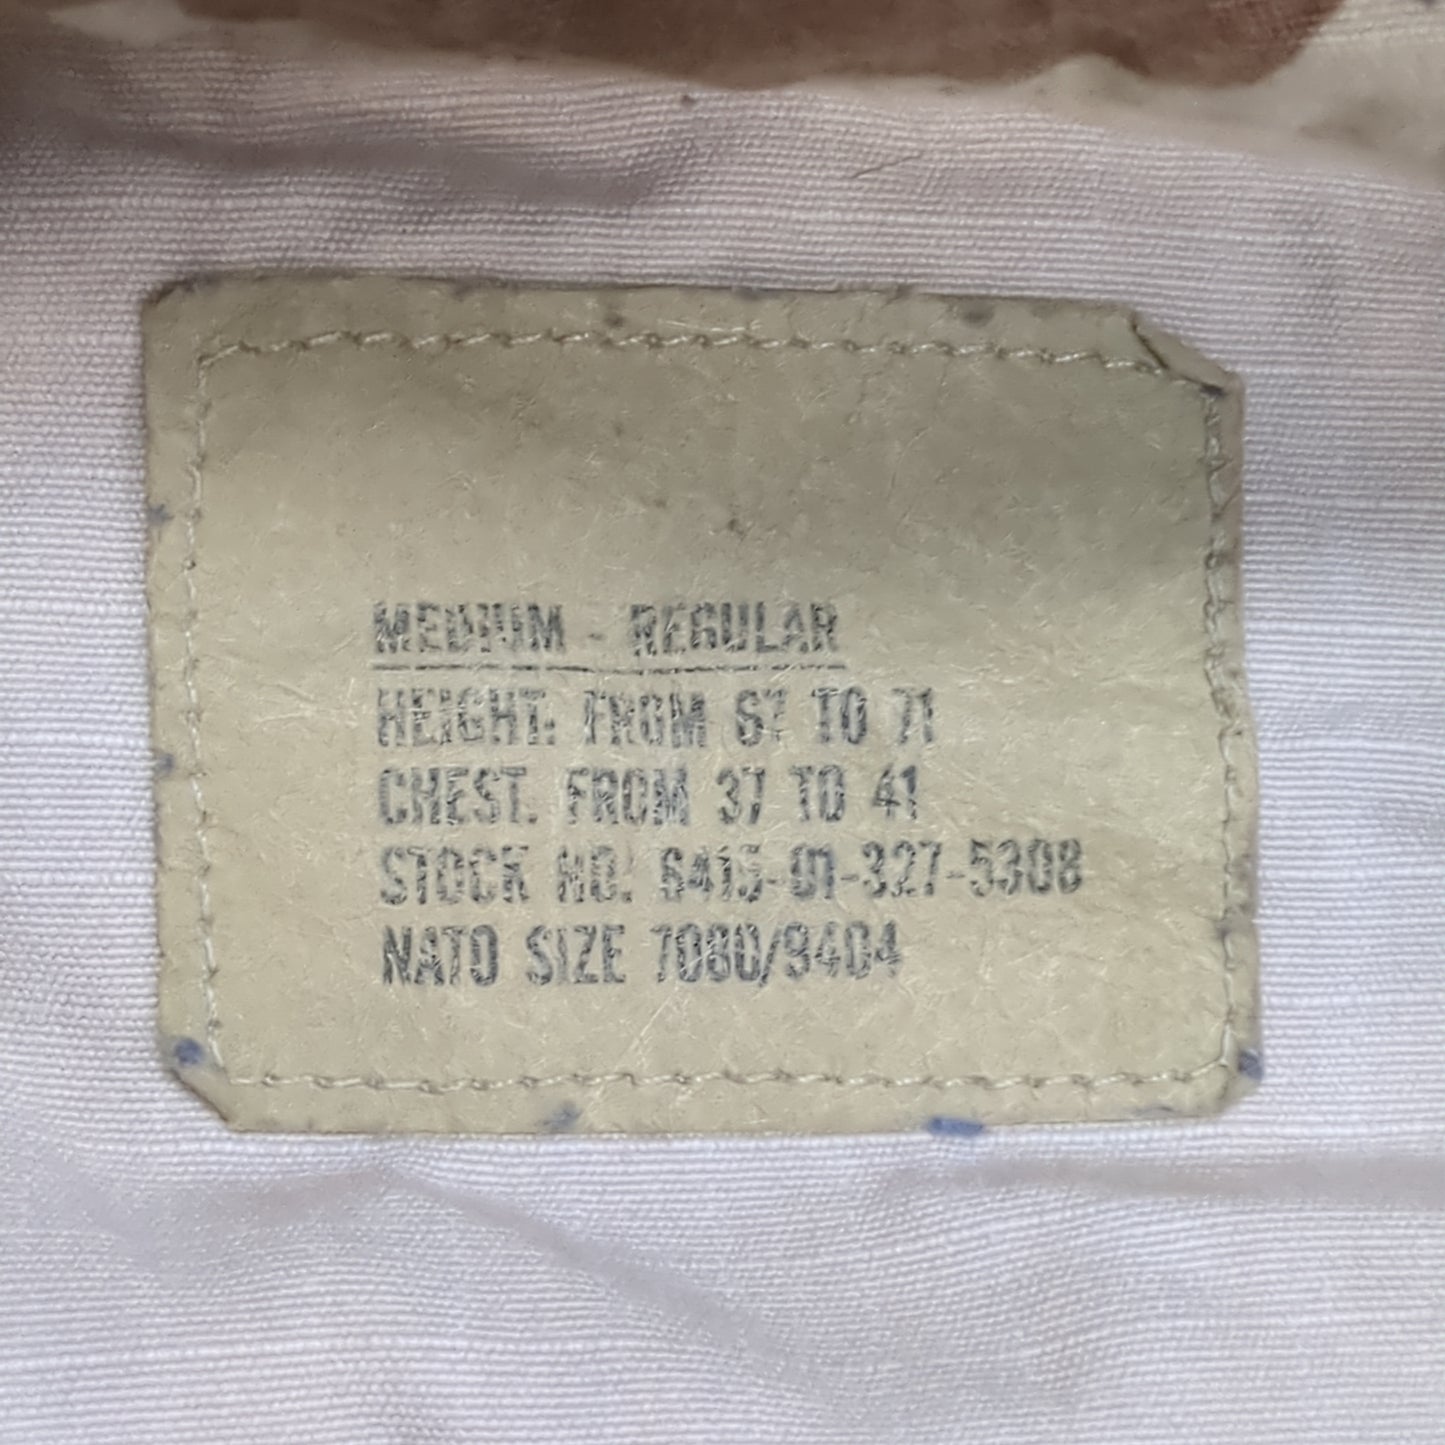 MEDIUM - REGULAR
HEIGHT: FROM 67 TO 71
CHEST: FROM 37 TO 41
STOCK NO. 8415-01-327-5308
NATO SIZE 7080/9404